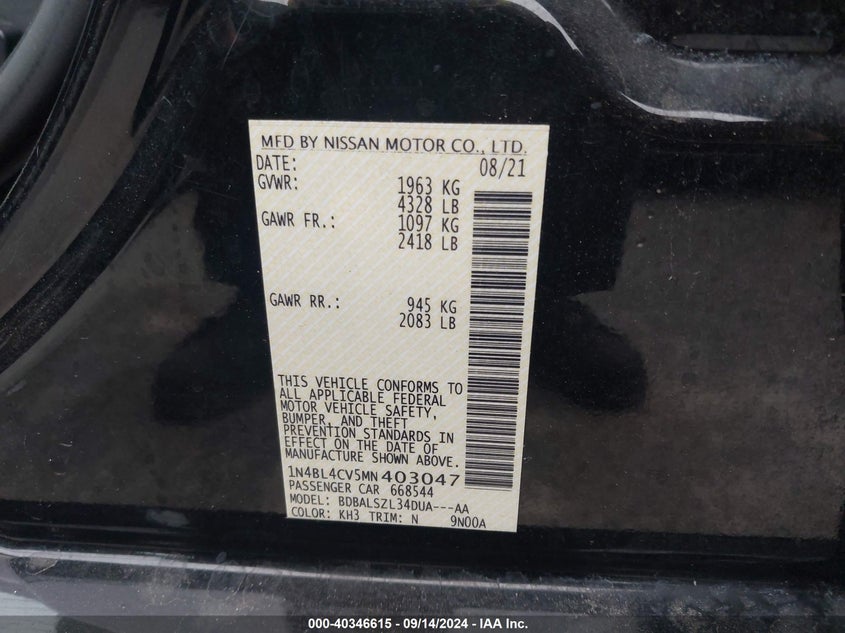 MFD BY NISSAN MOTOR CO., LTD.
DATE: 08/21
GVWR: 1963 KG
4328 LB
GAWR FR.: 1097 KG
2418 LB
GAWR RR.: 945 KG
2083 LB
THIS VEHICLE CONFORMS TO
ALL APPLICABLE FEDERAL
MOTOR VEHICLE SAFETY,
BUMPER, AND THEFT
PREVENTION STANDARDS IN
EFFECT ON THE DATE OF
MANUFACTURE SHOWN ABOVE.
1N4BL4CV5MN403047
PASSENGER CAR 668544
MODEL: BDBALSZL34DUA---AA
COLOR: KH3 TRIM: N 9N00A
000-40346615 - 09/14/2024 - IAA Inc.